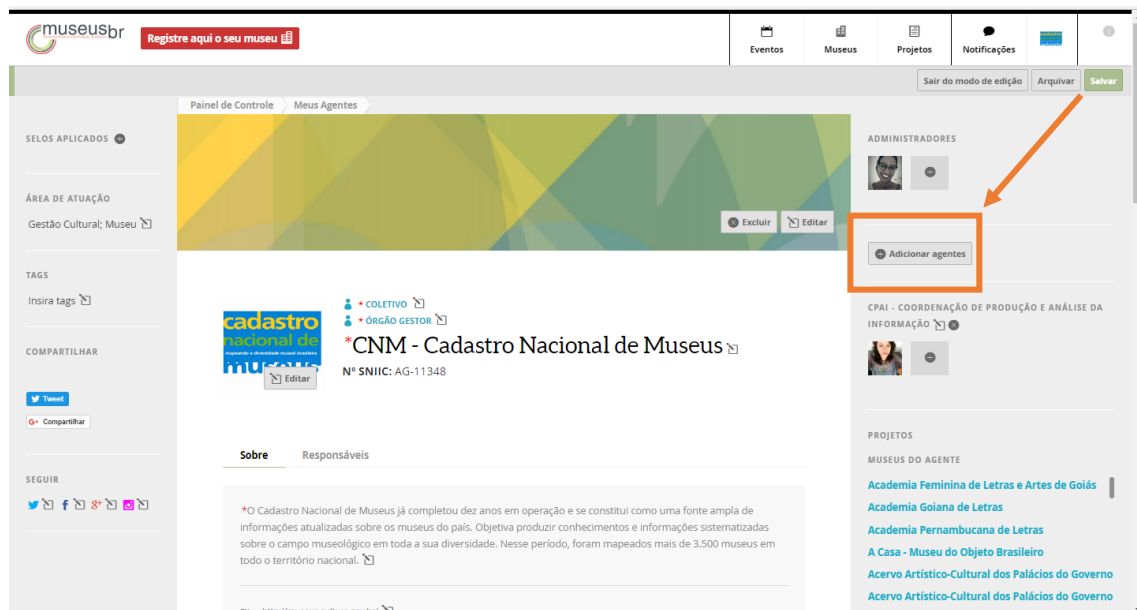 museusbr
Registre aqui o seu museu
Eventos
Museus
Projetos
Notificações
Sair do modo de edição
Arquivar
Salvar
Painel de Controle
Meus Agentes
SELOS APLICADOS
ÁREA DE ATUAÇÃO
Gestão Cultural; Museu
TAGS
Insira tags
COMPARTILHAR
Tweet
G+ Compartilhar
SEGUIR
Excluir
Editar
cadastro
nacional de
mapeando a diversidade museal brasileira
museus
Editar
* COLETIVO
* ÓRGÃO GESTOR
*CNM - Cadastro Nacional de Museus
Nº SNIIC: AG-11348
Sobre
Responsáveis
*O Cadastro Nacional de Museus já completou dez anos em operação e se constitui como uma fonte ampla de
informações atualizadas sobre os museus do país. Objetiva produzir conhecimentos e informações sistematizadas
sobre o campo museológico em toda a sua diversidade. Nesse período, foram mapeados mais de 3.500 museus em
todo o território nacional.
ADMINISTRADORES
Adicionar agentes
CPAI - COORDENAÇÃO DE PRODUÇÃO E ANÁLISE DA
INFORMAÇÃO
PROJETOS
MUSEUS DO AGENTE
Academia Feminina de Letras e Artes de Goiás
Academia Goiana de Letras
Academia Pernambucana de Letras
A Casa - Museu do Objeto Brasileiro
Acervo Artístico-Cultural dos Palácios do Governo
Acervo Artístico-Cultural dos Palácios do Governo